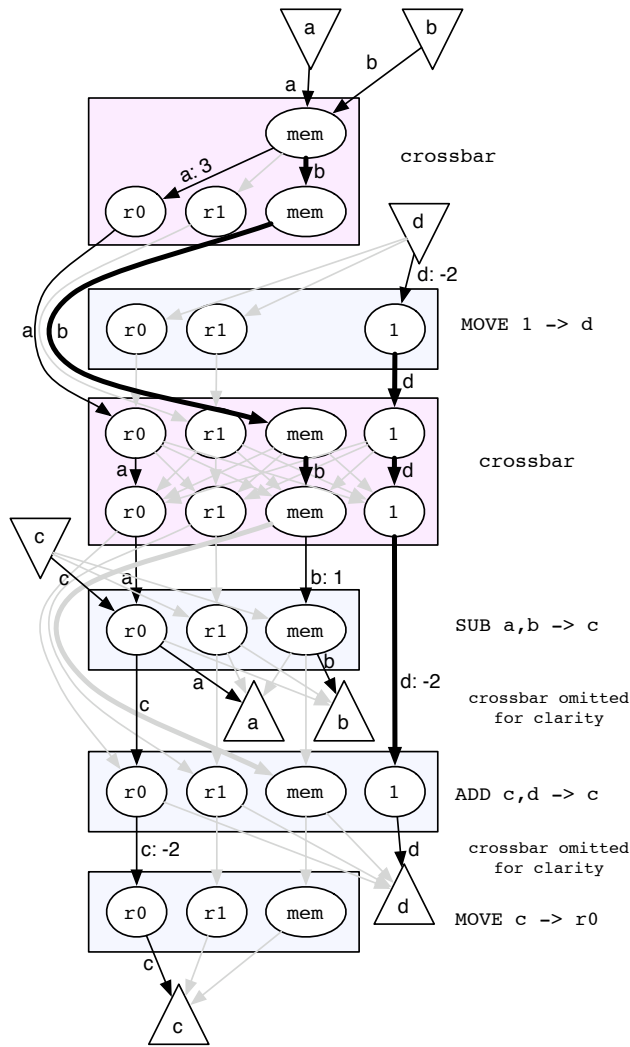 a
b
b
a
mem
crossbar
a: 3
b
r0
r1
mem
d
d: -2
a
b
r0
r1
1
MOVE 1 -> d
d
r0
r1
mem
1
a
b
d
crossbar
r0
r1
mem
1
c
c
a
b: 1
r0
r1
mem
SUB a,b -> c
b
a
d: -2
c
a
b
crossbar omitted
for clarity
r0
r1
mem
1
ADD c,d -> c
c: -2
d
crossbar omitted
for clarity
r0
r1
mem
d
MOVE c -> r0
c
c